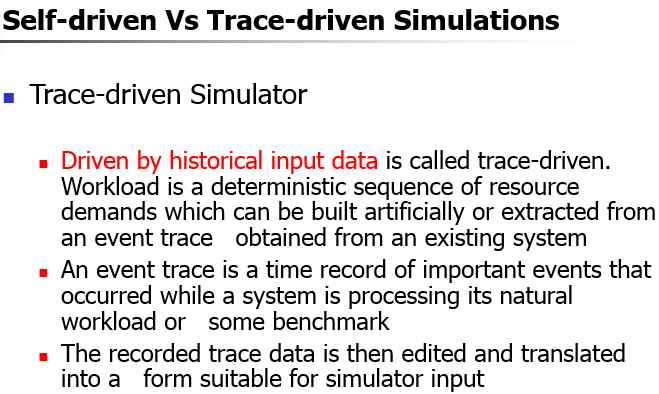 Self-driven Vs Trace-driven Simulations
Trace-driven Simulator
Driven by historical input data is called trace-driven.
Workload is a deterministic sequence of resource
demands which can be built artificially or extracted from
an event trace obtained from an existing system
An event trace is a time record of important events that
occurred while a system is processing its natural
workload or some benchmark
The recorded trace data is then edited and translated
into a form suitable for simulator input